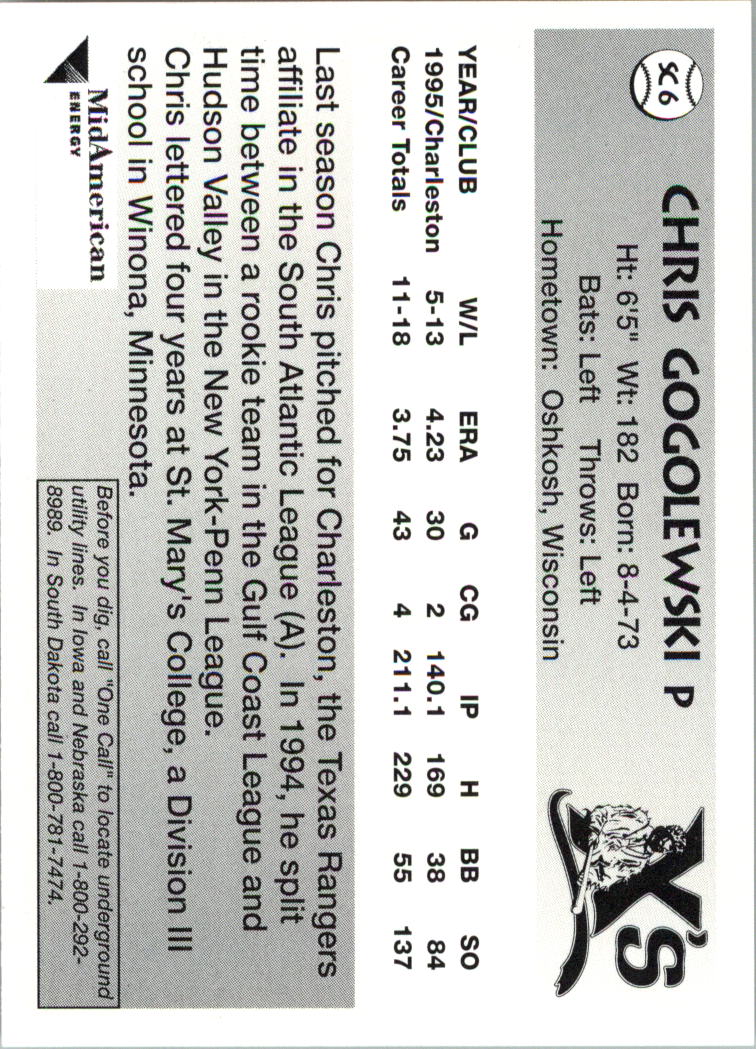 SC6
CHRIS GOGOLEWSKI P
Ht: 6'5" Wt: 182 Born: 8-4-73
Bats: Left Throws: Left
Hometown: Oshkosh, Wisconsin
X'S
YEAR/CLUB W/L ERA G CG IP H BB SO
1995/Charleston 5-13 4.23 30 2 140.1 169 38 84
Career Totals 11-18 3.75 43 4 211.1 229 55 137
Last season Chris pitched for Charleston, the Texas Rangers
affiliate in the South Atlantic League (A). In 1994, he split
time between a rookie team in the Gulf Coast League and
Hudson Valley in the New York-Penn League.
Chris lettered four years at St. Mary's College, a Division III
school in Winona, Minnesota.
MidAmerican
ENERGY
Before you dig, call "One Call" to locate underground
utility lines. In Iowa and Nebraska call 1-800-292-
8989. In South Dakota call 1-800-781-7474.